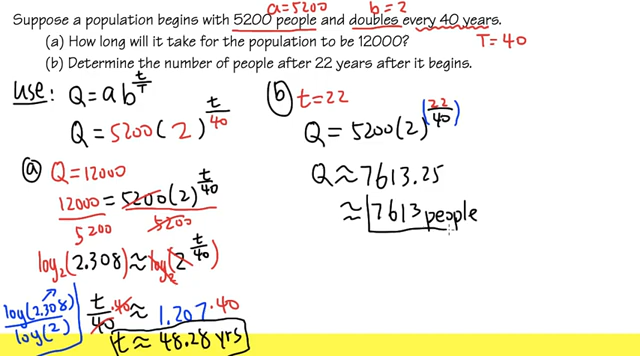 a=5200 b=2
Suppose a population begins with 5200 people and doubles every 40 years.
(a) How long will it take for the population to be 12000? T=40
(b) Determine the number of people after 22 years after it begins.
Use: Q = a b^(t/T)
Q = 5200(2)^(t/40)
(a) Q = 12000
12000/5200 = 5200(2)^(t/40)/5200
log₂(2.308) ≈ log₂(2^(t/40))
log(2.308)/log(2)
t/40 · 40 ≈ 1.207 · 40
t ≈ 48.28 yrs
(b) t=22
Q = 5200(2)^(22/40)
Q ≈ 7613.25
≈ 7613 people